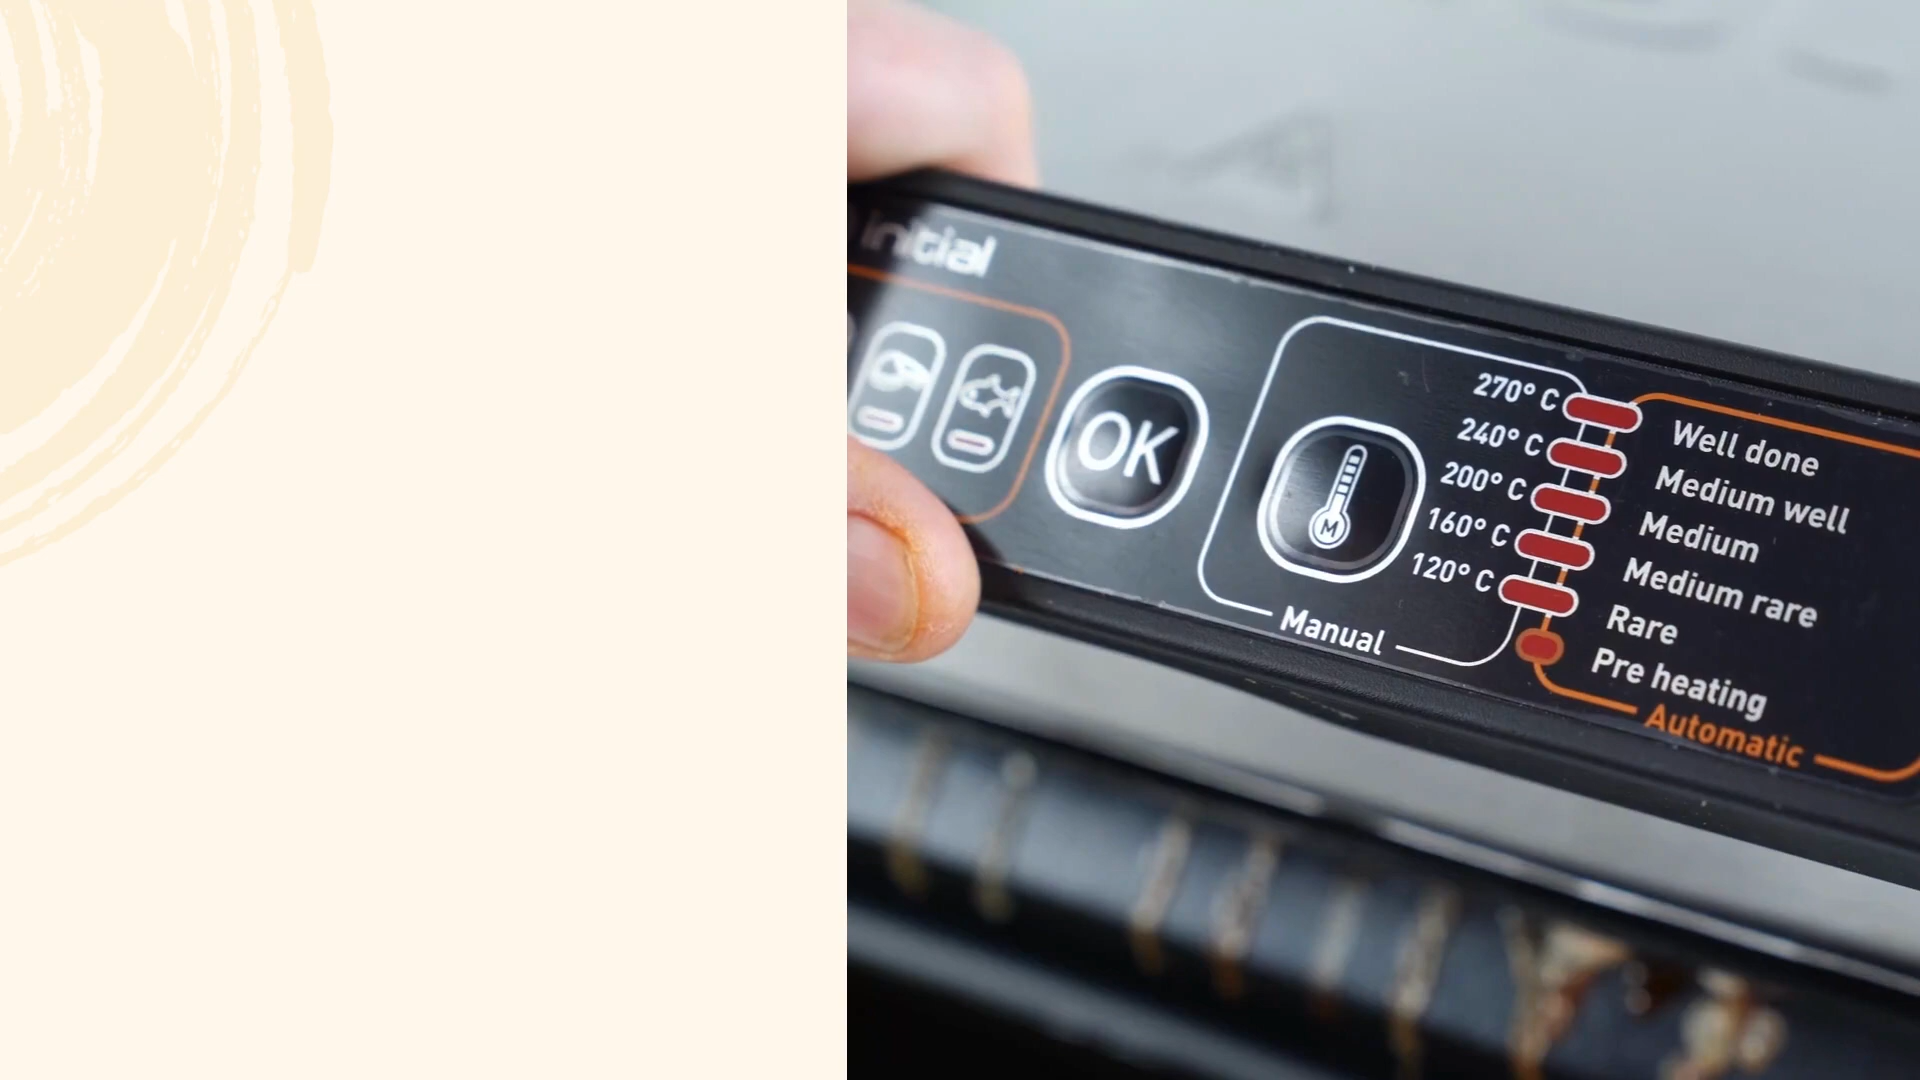 initial
OK
M
270° C
240° C
200° C
160° C
120° C
Manual
Well done
Medium well
Medium
Medium rare
Rare
Pre heating
Automatic